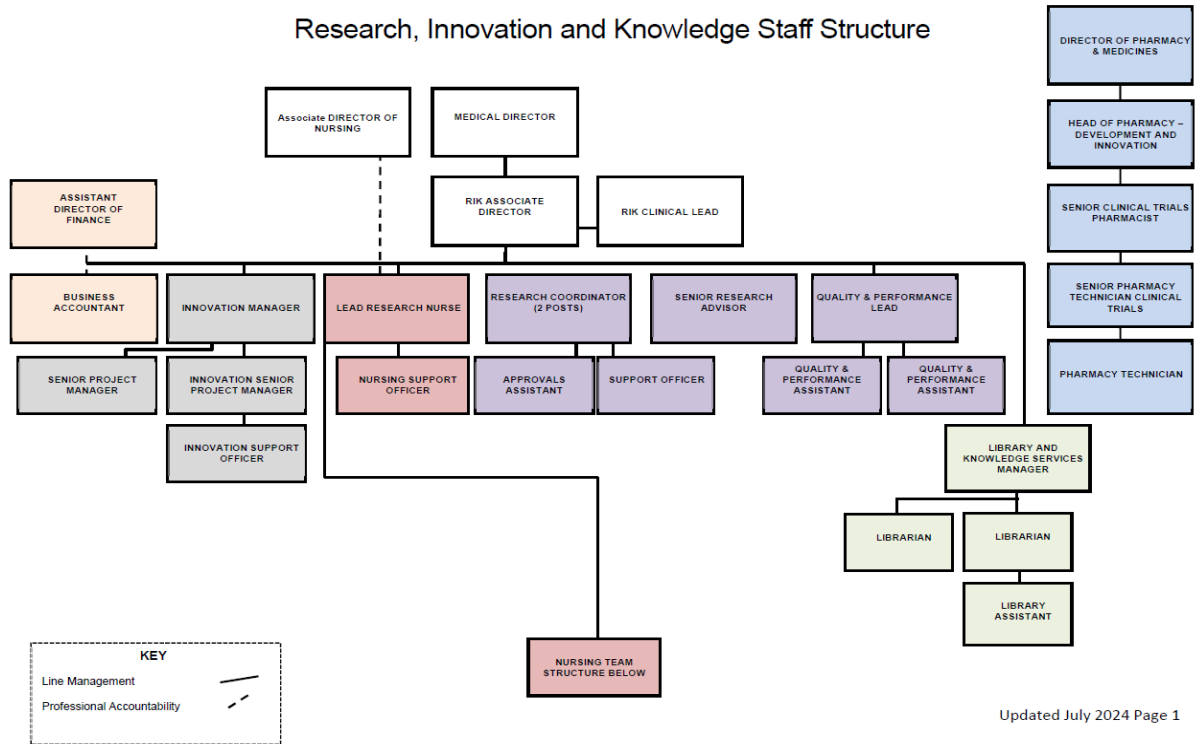 Research, Innovation and Knowledge Staff Structure
DIRECTOR OF PHARMACY
& MEDICINES
Associate DIRECTOR OF
NURSING
MEDICAL DIRECTOR
HEAD OF PHARMACY –
DEVELOPMENT AND
INNOVATION
ASSISTANT
DIRECTOR OF
FINANCE
RIK ASSOCIATE
DIRECTOR
RIK CLINICAL LEAD
SENIOR CLINICAL TRIALS
PHARMACIST
BUSINESS
ACCOUNTANT
INNOVATION MANAGER
LEAD RESEARCH NURSE
RESEARCH COORDINATOR
(2 POSTS)
SENIOR RESEARCH
ADVISOR
QUALITY & PERFORMANCE
LEAD
SENIOR PHARMACY
TECHNICIAN CLINICAL
TRIALS
SENIOR PROJECT
MANAGER
INNOVATION SENIOR
PROJECT MANAGER
NURSING SUPPORT
OFFICER
APPROVALS
ASSISTANT
SUPPORT OFFICER
QUALITY &
PERFORMANCE
ASSISTANT
QUALITY &
PERFORMANCE
ASSISTANT
PHARMACY TECHNICIAN
INNOVATION SUPPORT
OFFICER
LIBRARY AND
KNOWLEDGE SERVICES
MANAGER
LIBRARIAN
LIBRARIAN
LIBRARY
ASSISTANT
NURSING TEAM
STRUCTURE BELOW
KEY
Line Management
Professional Accountability
Updated July 2024 Page 1